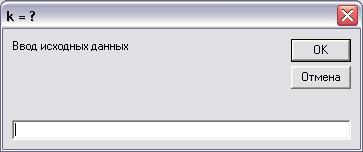 k = ?
Ввод исходных данных
OK
Отмена